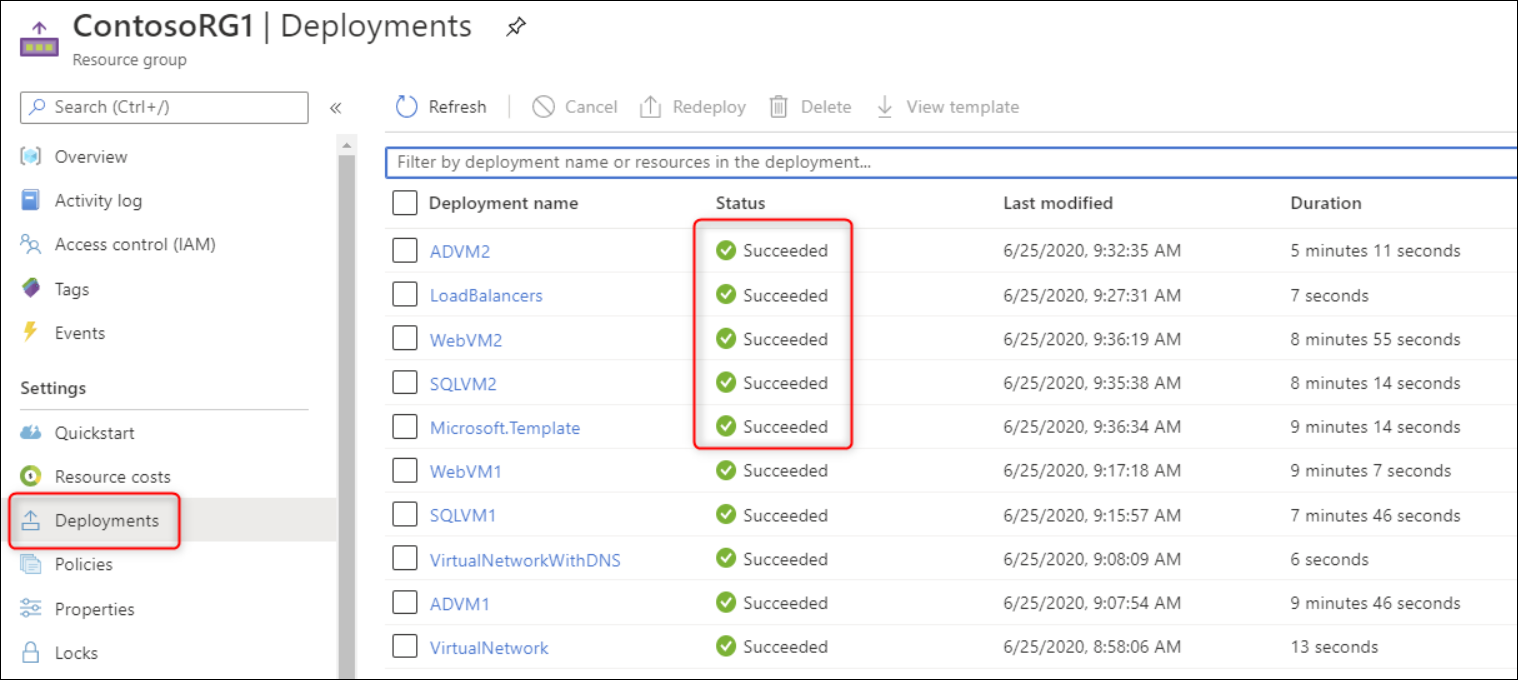 ContosoRG1 | Deployments
Resource group
Search (Ctrl+/)
«
Overview
Activity log
Access control (IAM)
Tags
Events
Settings
Quickstart
Resource costs
Deployments
Policies
Properties
Locks
Refresh Cancel Redeploy Delete View template
Filter by deployment name or resources in the deployment...
Deployment name Status Last modified Duration
ADVM2 Succeeded 6/25/2020, 9:32:35 AM 5 minutes 11 seconds
LoadBalancers Succeeded 6/25/2020, 9:27:31 AM 7 seconds
WebVM2 Succeeded 6/25/2020, 9:36:19 AM 8 minutes 55 seconds
SQLVM2 Succeeded 6/25/2020, 9:35:38 AM 8 minutes 14 seconds
Microsoft.Template Succeeded 6/25/2020, 9:36:34 AM 9 minutes 14 seconds
WebVM1 Succeeded 6/25/2020, 9:17:18 AM 9 minutes 7 seconds
SQLVM1 Succeeded 6/25/2020, 9:15:57 AM 7 minutes 46 seconds
VirtualNetworkWithDNS Succeeded 6/25/2020, 9:08:09 AM 6 seconds
ADVM1 Succeeded 6/25/2020, 9:07:54 AM 9 minutes 46 seconds
VirtualNetwork Succeeded 6/25/2020, 8:58:06 AM 13 seconds